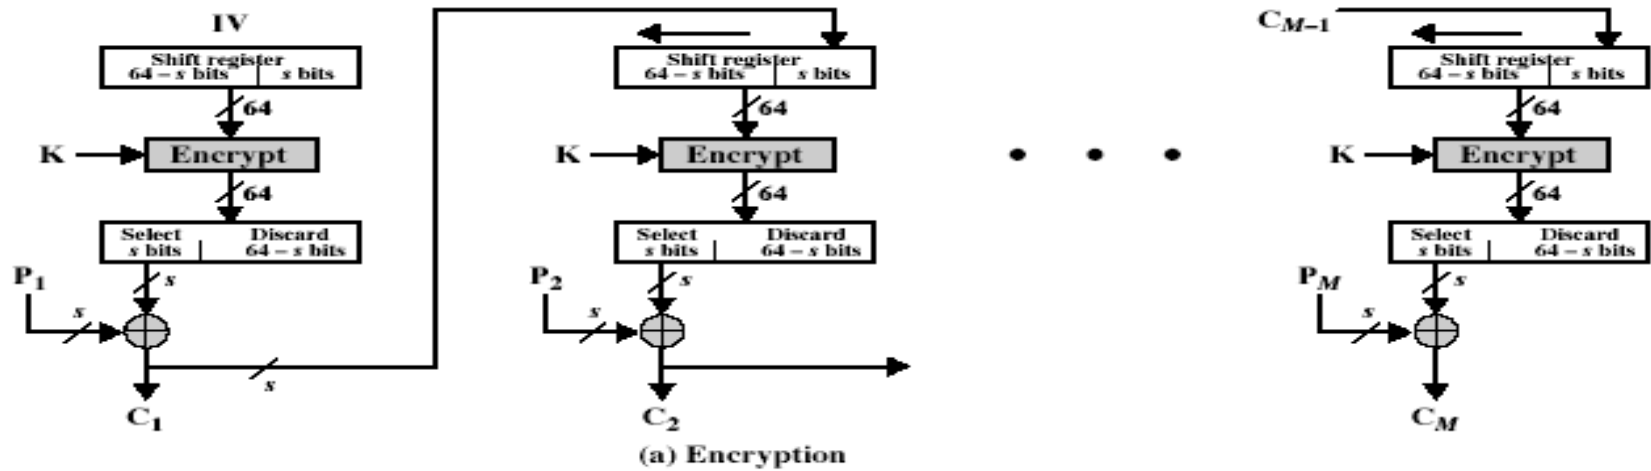 IV
Shift register
64 – s bits | s bits
64
K
Encrypt
64
Select Discard
s bits | 64 – s bits
s
P1
s
s
C1
Shift register
64 – s bits | s bits
64
K
Encrypt
64
Select Discard
s bits | 64 – s bits
s
P2
s
C2
• • •
CM–1
Shift register
64 – s bits | s bits
64
K
Encrypt
64
Select Discard
s bits | 64 – s bits
s
PM
s
CM
(a) Encryption